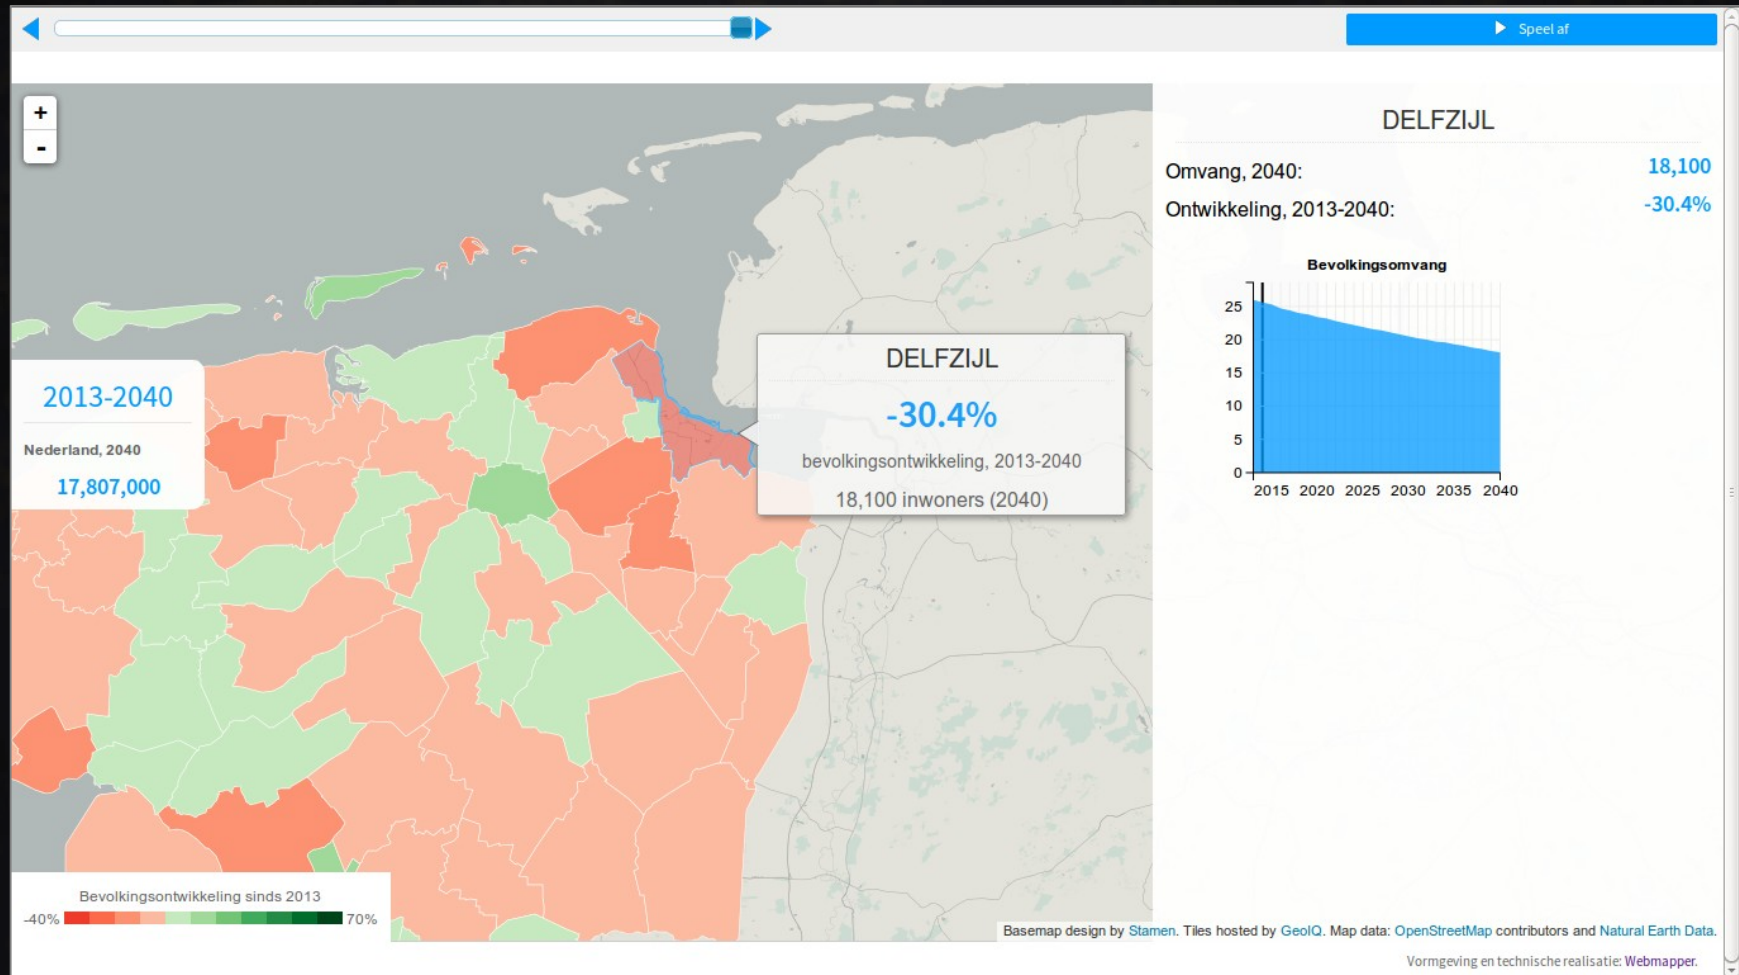 Speel af
+
-
DELFZIJL
Omvang, 2040:
18,100
Ontwikkeling, 2013-2040:
-30.4%
Bevolkingsomvang
25
20
15
10
5
0
2015 2020 2025 2030 2035 2040
DELFZIJL
-30.4%
bevolkingsontwikkeling, 2013-2040
18,100 inwoners (2040)
2013-2040
Nederland, 2040
17,807,000
Bevolkingsontwikkeling sinds 2013
-40% 70%
Basemap design by Stamen. Tiles hosted by GeoIQ. Map data: OpenStreetMap contributors and Natural Earth Data.
Vormgeving en technische realisatie: Webmapper.